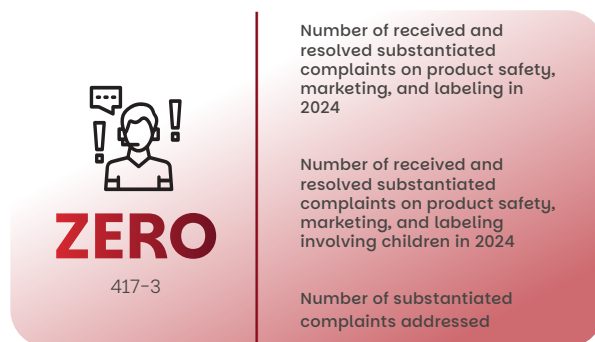 ZERO
417-3
Number of received and
resolved substantiated
complaints on product safety,
marketing, and labeling in
2024
Number of received and
resolved substantiated
complaints on product safety,
marketing, and labeling
involving children in 2024
Number of substantiated
complaints addressed